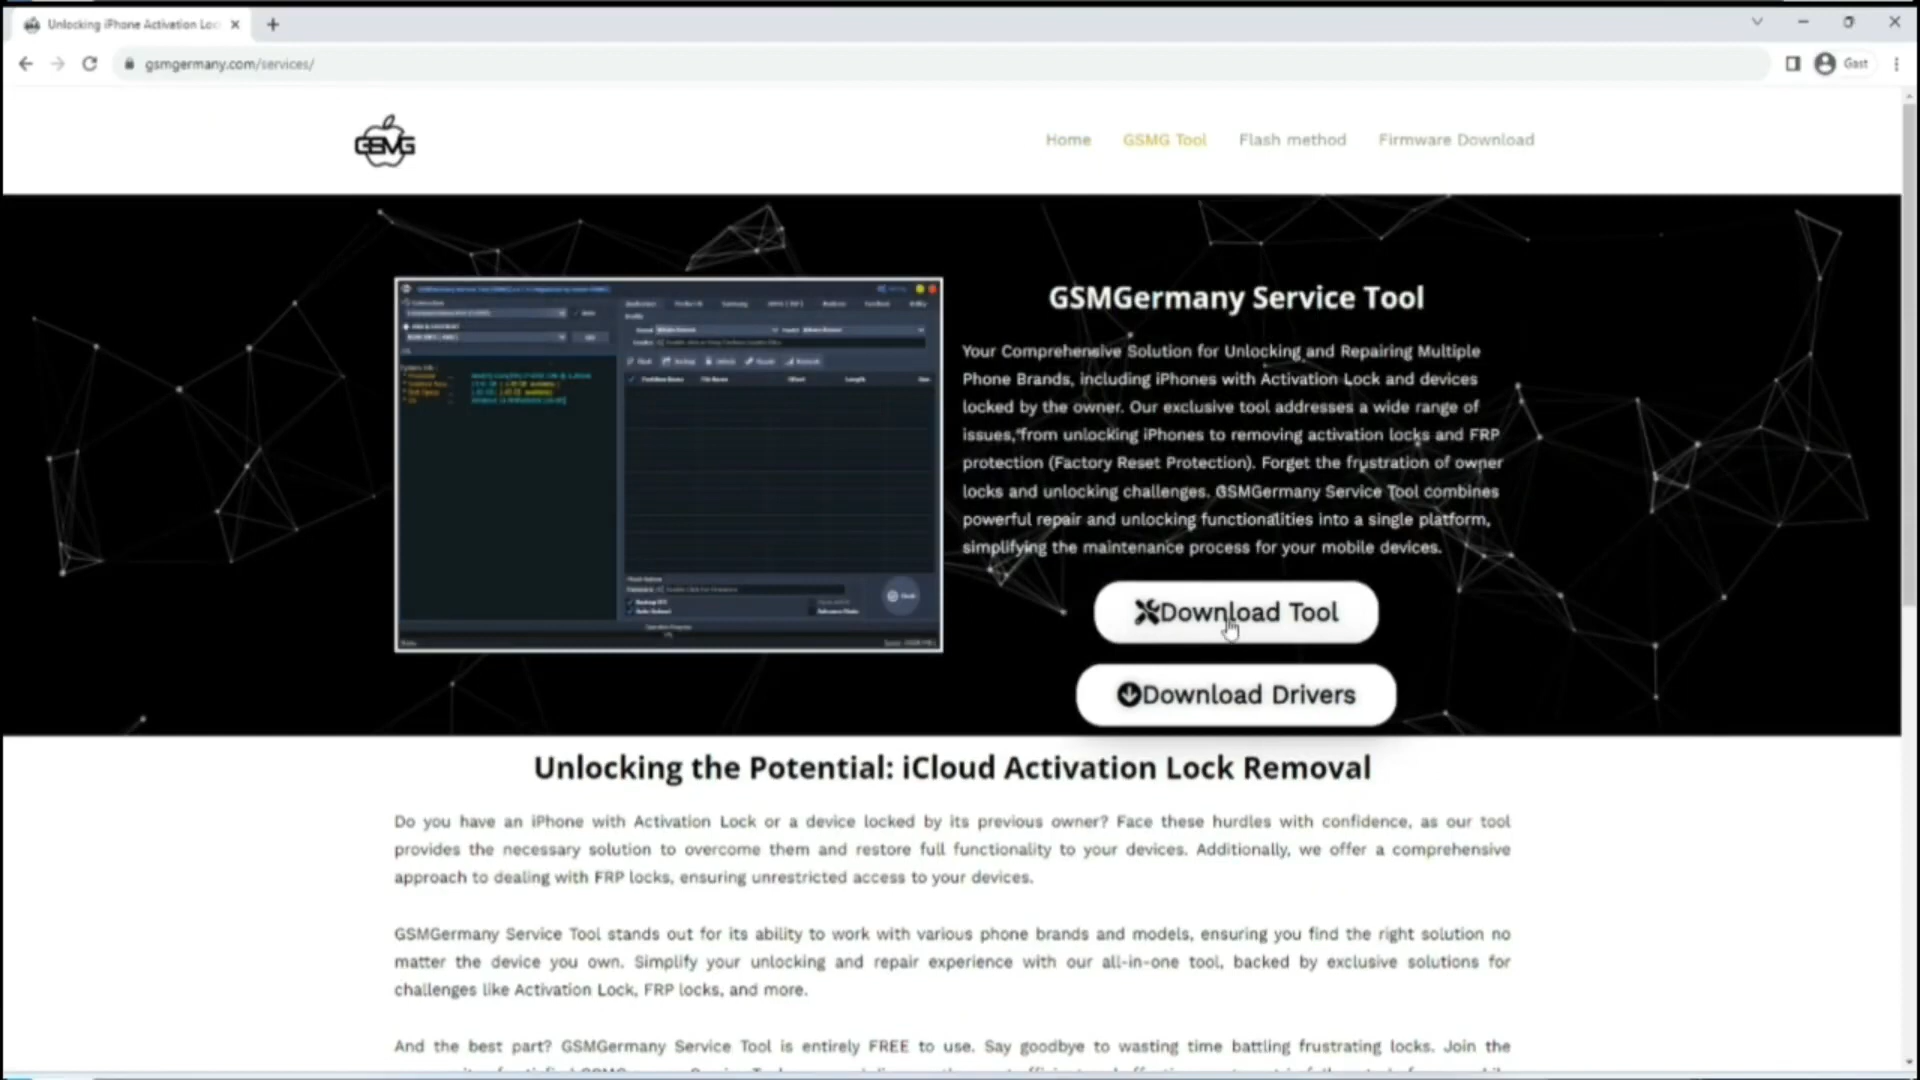 Unlocking iPhone Activation Loc
gsmgermany.com/services/
Gast
GSMG
Home
GSMG Tool
Flash method
Firmware Download
GSMGermany Service Tool
Your Comprehensive Solution for Unlocking and Repairing Multiple
Phone Brands, including iPhones with Activation Lock and devices
locked by the owner. Our exclusive tool addresses a wide range of
issues, from unlocking iPhones to removing activation locks and FRP
protection (Factory Reset Protection). Forget the frustration of owner
locks and unlocking challenges. GSMGermany Service Tool combines
powerful repair and unlocking functionalities into a single platform,
simplifying the maintenance process for your mobile devices.
Download Tool
Download Drivers
Unlocking the Potential: iCloud Activation Lock Removal
Do you have an iPhone with Activation Lock or a device locked by its previous owner? Face these hurdles with confidence, as our tool
provides the necessary solution to overcome them and restore full functionality to your devices. Additionally, we offer a comprehensive
approach to dealing with FRP locks, ensuring unrestricted access to your devices.
GSMGermany Service Tool stands out for its ability to work with various phone brands and models, ensuring you find the right solution no
matter the device you own. Simplify your unlocking and repair experience with our all-in-one tool, backed by exclusive solutions for
challenges like Activation Lock, FRP locks, and more.
And the best part? GSMGermany Service Tool is entirely FREE to use. Say goodbye to wasting time battling frustrating locks. Join the